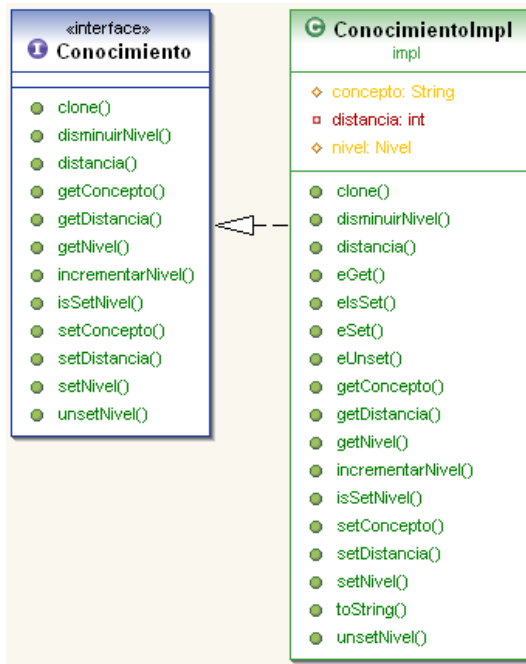 «interface»
I Conocimiento
clone()
disminuirNivel()
distancia()
getConcepto()
getDistancia()
getNivel()
incrementarNivel()
isSetNivel()
setConcepto()
setDistancia()
setNivel()
unsetNivel()
C ConocimientoImpl
impl
concepto: String
distancia: int
nivel: Nivel
clone()
disminuirNivel()
distancia()
eGet()
eIsSet()
eSet()
eUnset()
getConcepto()
getDistancia()
getNivel()
incrementarNivel()
isSetNivel()
setConcepto()
setDistancia()
setNivel()
toString()
unsetNivel()